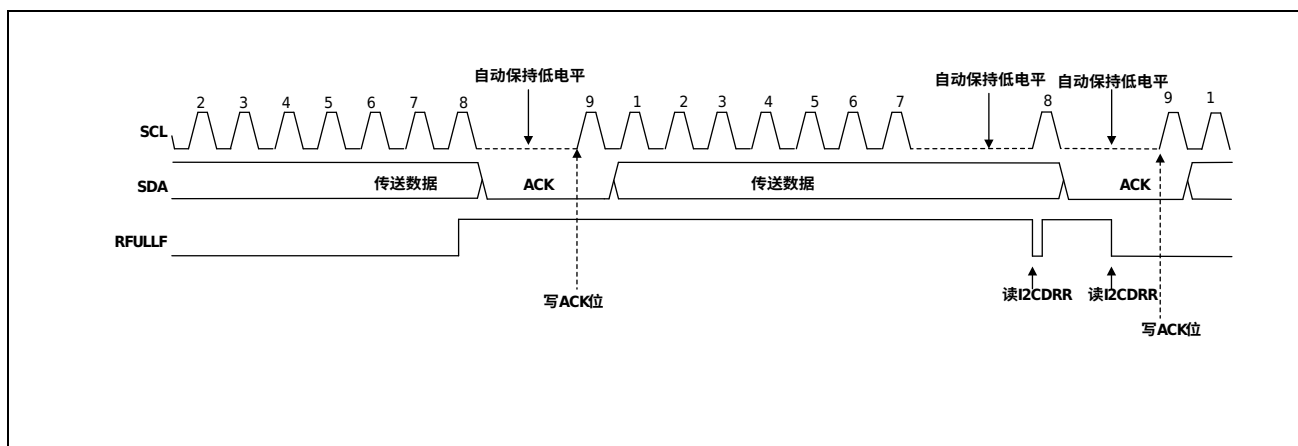 自动保持低电平
自动保持低电平
自动保持低电平
2 3 4 5 6 7 8 9 1 2 3 4 5 6 7 8 9 1
SCL
SDA 传送数据 ACK 传送数据 ACK
RFULLF
读I2CDRR 读I2CDRR
写ACK位
写ACK位